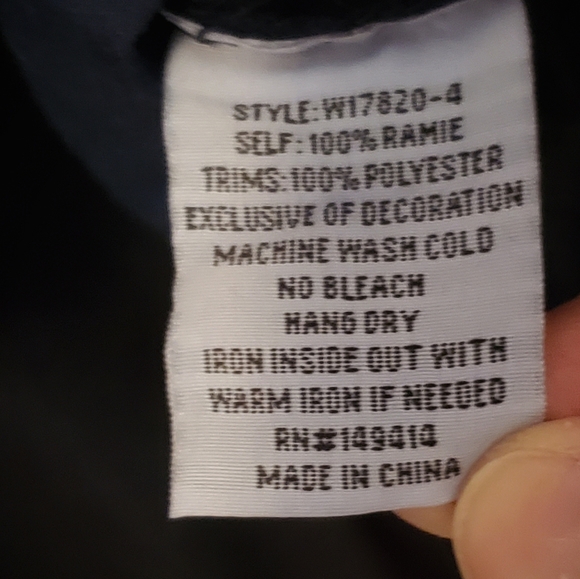 STYLE:W17820-4
SELF:100% RAMIE
TRIMS:100% POLYESTER
EXCLUSIVE OF DECORATION
MACHINE WASH COLD
NO BLEACH
HANG DRY
IRON INSIDE OUT WITH
WARM IRON IF NEEDED
RN#149414
MADE IN CHINA